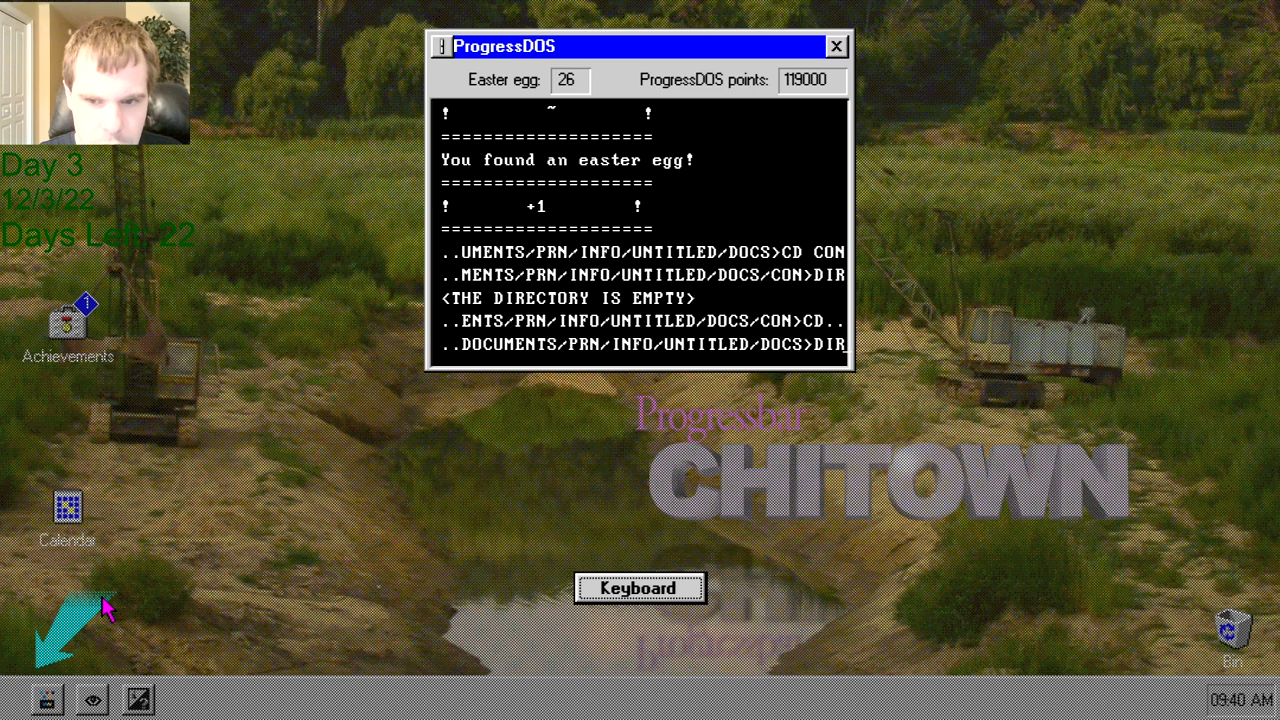 ProgressDOS
Easter egg: 26 ProgressDOS points: 119000
! ~ !
====================
You found an easter egg!
====================
! +1 !
====================
..UMENTS/PRN/INFO/UNTITLED/DOCS>CD CON
..MENTS/PRN/INFO/UNTITLED/DOCS/CON>DIR
<THE DIRECTORY IS EMPTY>
..ENTS/PRN/INFO/UNTITLED/DOCS/CON>CD..
..DOCUMENTS/PRN/INFO/UNTITLED/DOCS>DIR_
Day 3
12/3/22
Days Left: 22
1
Achievements
Progressbar
CHITOWN
Calendar
Keyboard
Bin
09:40 AM